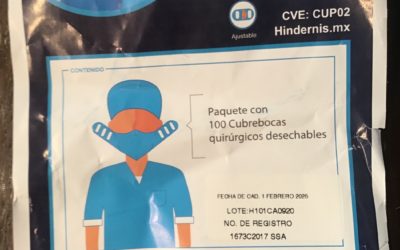 CVE: CUP02
Ajustable
Hindernis.mx
CONTENIDO
Paquete con
100 Cubrebocas
quirúrgicos desechables
FECHA DE CAD. 1 FEBRERO 2025
LOTE:H101CA0920
NO. DE REGISTRO
1673C2017 SSA